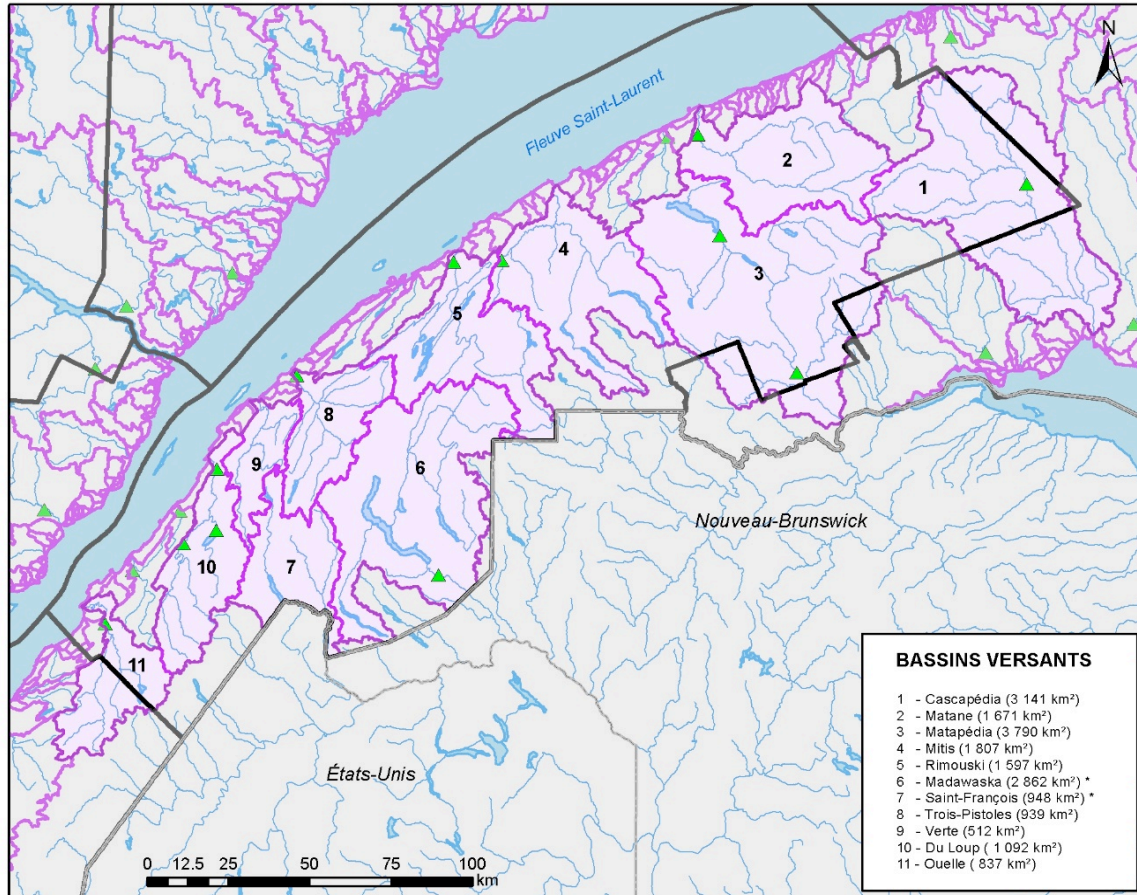 N
Fleuve Saint-Laurent
2
1
4
3
5
8
9
6
Nouveau-Brunswick
10
7
11
États-Unis
BASSINS VERSANTS
1 - Cascapédia (3 141 km²)
2 - Matane (1 671 km²)
3 - Matapédia (3 790 km²)
4 - Mitis (1 807 km²)
5 - Rimouski (1 597 km²)
6 - Madawaska (2 862 km²) *
7 - Saint-François (948 km²) *
8 - Trois-Pistoles (939 km²)
9 - Verte (512 km²)
10 - Du Loup ( 1 092 km²)
11 - Ouelle ( 837 km²)
0 12.5 25 50 75 100
km